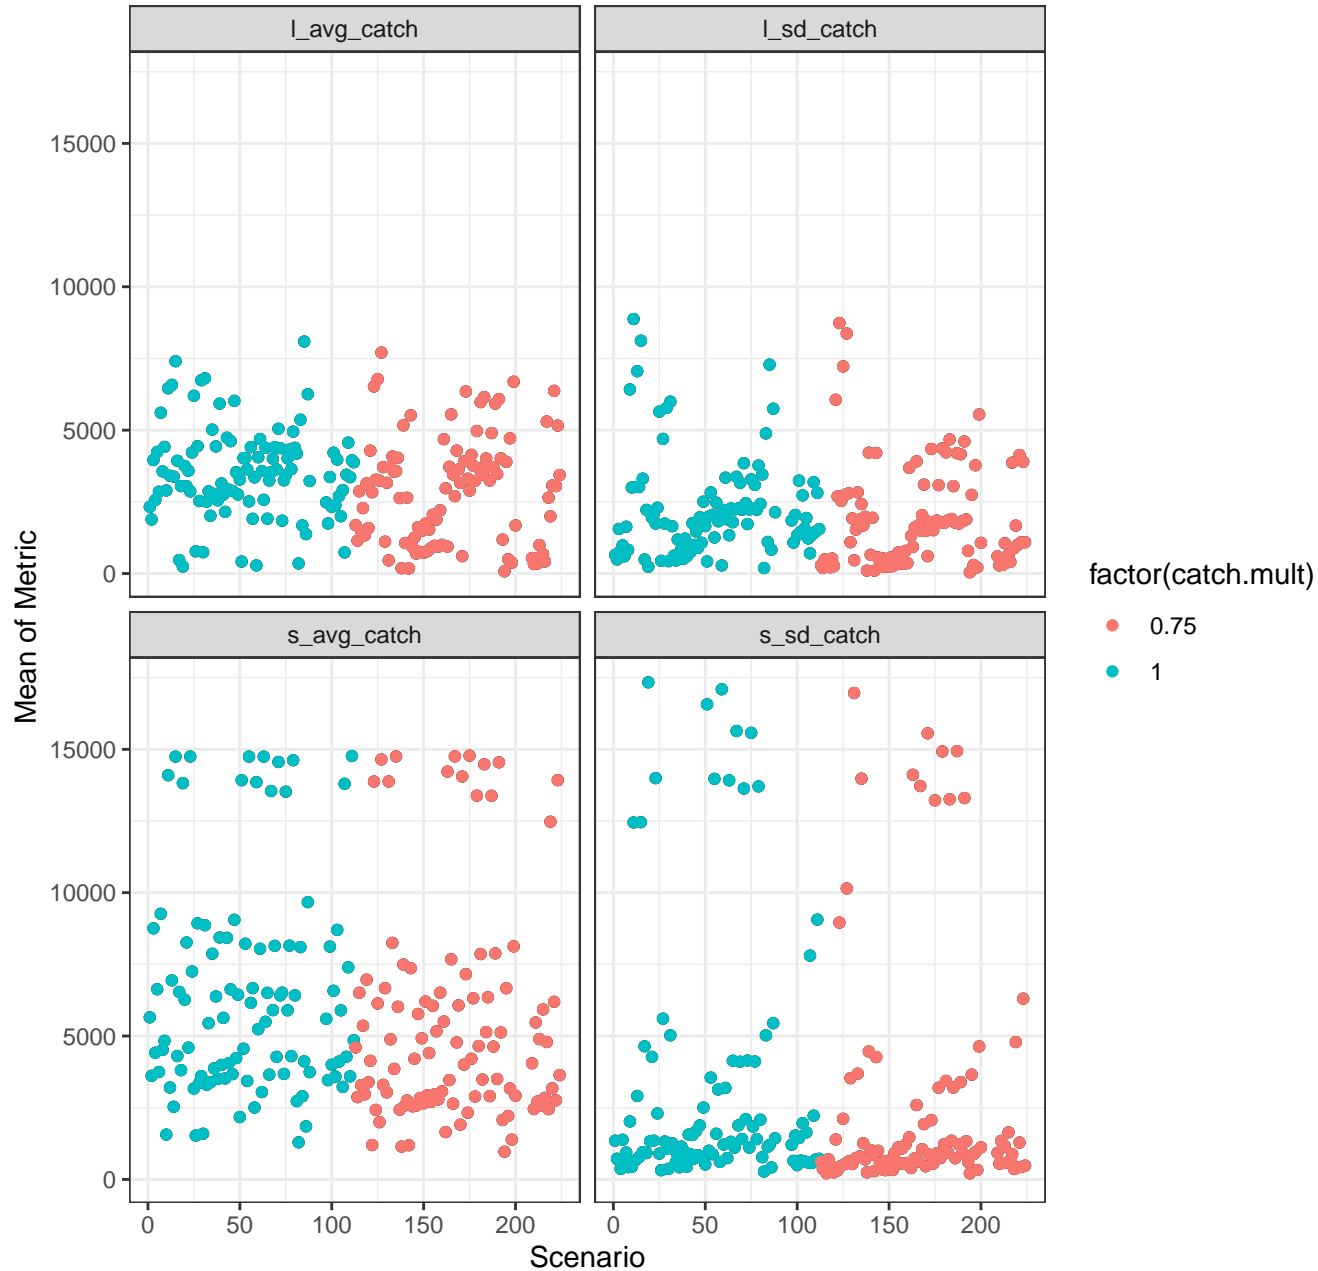 l_avg_catch
l_sd_catch
15000
10000
5000
0
s_avg_catch
s_sd_catch
15000
10000
5000
0
0 50 100 150 200
0 50 100 150 200
Scenario
Mean of Metric
factor(catch.mult)
0.75
1